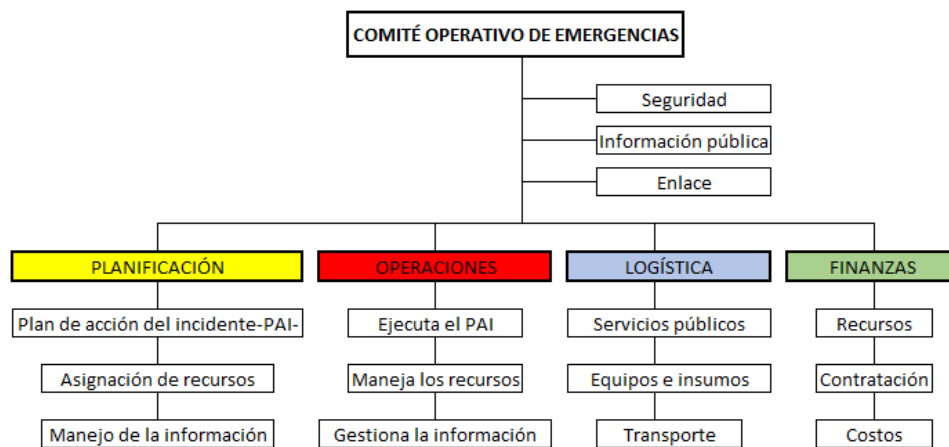 COMITÉ OPERATIVO DE EMERGENCIAS
Seguridad
Información pública
Enlace
PLANIFICACIÓN
OPERACIONES
LOGÍSTICA
FINANZAS
Plan de acción del incidente-PAI-
Ejecuta el PAI
Servicios públicos
Recursos
Asignación de recursos
Maneja los recursos
Equipos e insumos
Contratación
Manejo de la información
Gestiona la información
Transporte
Costos